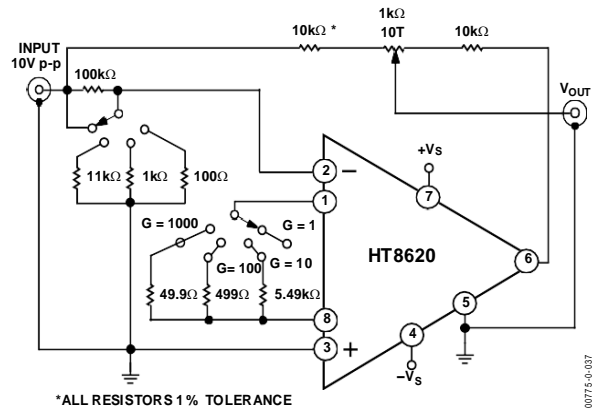 1kΩ
10kΩ *
10T
10kΩ
INPUT
10V p-p
100kΩ
VOUT
+VS
11kΩ
1kΩ
100Ω
2
−
7
1
G = 1000
G = 1
HT8620
6
G= 100
G = 10
49.9Ω
499Ω
5.49kΩ
5
8
4
3
+
−VS
*ALL RESISTORS 1% TOLERANCE
00775-0-037